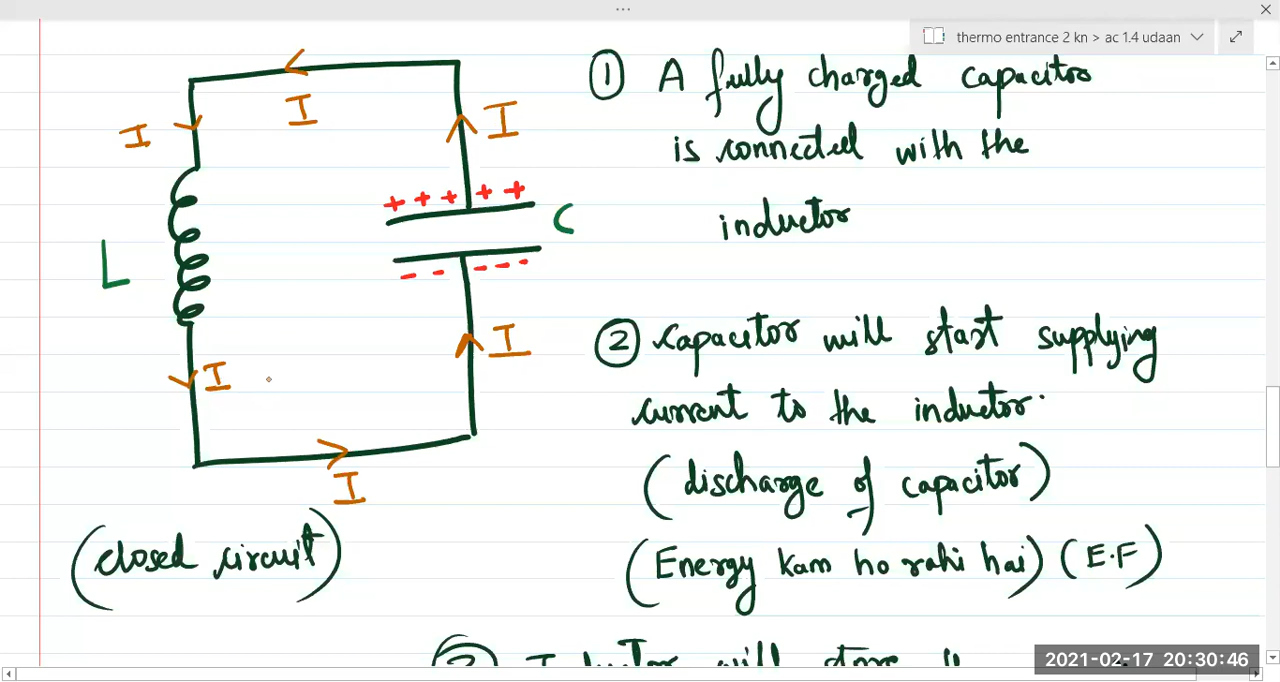 thermo entrance 2 kn > ac 1.4 udaan
① A fully charged capacitor
is connected with the
inductor
I
I
I
+ + + + +
C
- - - - -
L
I
I
I
② capacitor will start supplying
current to the inductor.
(discharge of capacitor)
(closed circuit)
(Energy kam ho rahi hai) (E.F)
will store
2021-02-17 20:30:46